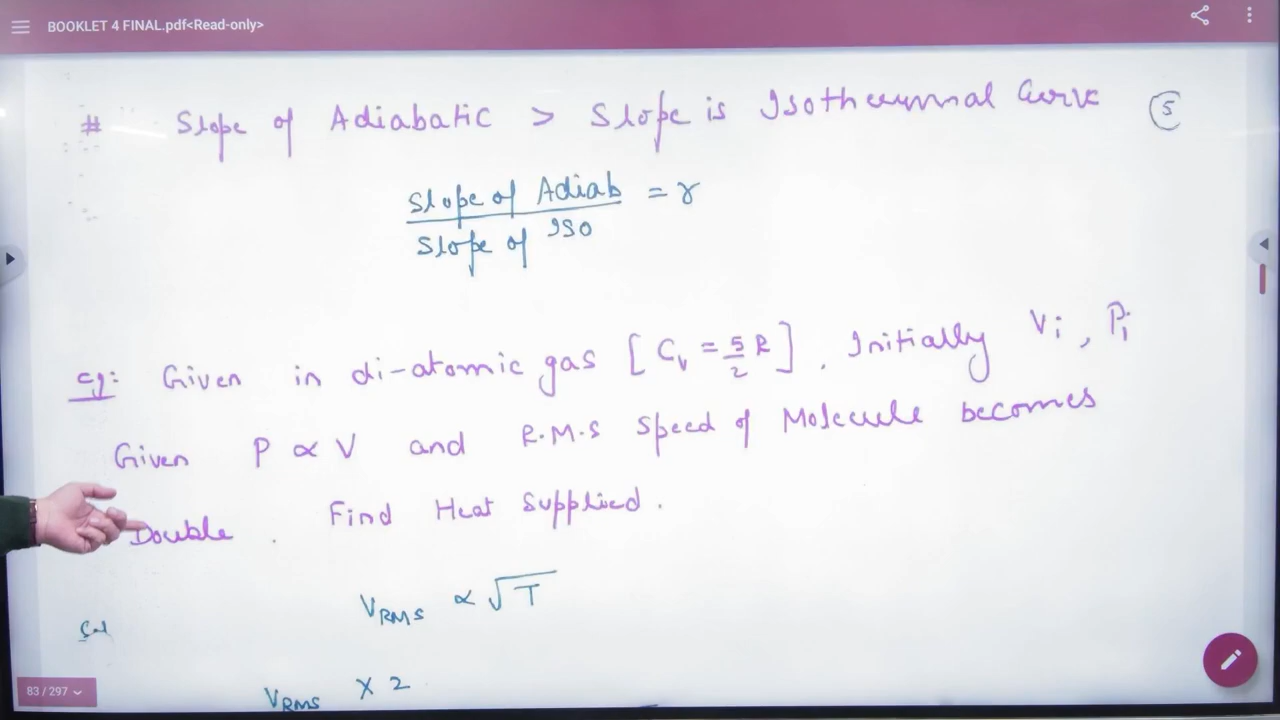 BOOKLET 4 FINAL.pdf<Read-only>
# Slope of Adiabatic > Slope is Isothermal Curve (5)
Slope of Adiab = γ
Slope of Iso
eg: Given in di-atomic gas [Cv = 5/2 R]. Initially Vi, Pi
Given P ∝ V and R.M.S Speed of Molecule becomes
Double. Find Heat Supplied.
VRMS ∝ √T
Sol
VRMS × 2
83 / 297